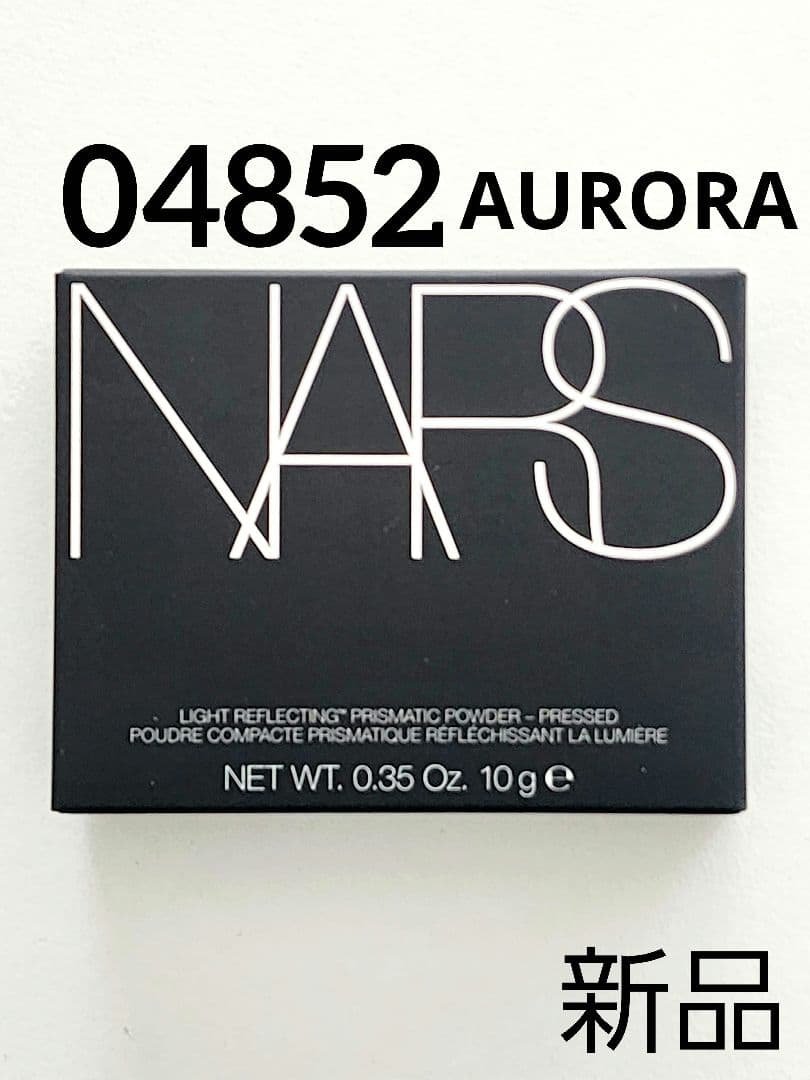 04852 AURORA
NARS
LIGHT REFLECTING™ PRISMATIC POWDER – PRESSED
POUDRE COMPACTE PRISMATIQUE RÉFLÉCHISSANT LA LUMIÈRE
NET WT. 0.35 Oz. 10 g ℮
新品